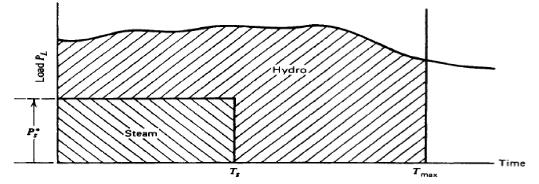 Load P_L
Hydro
P_s*
Steam
Time
T_s
T_max